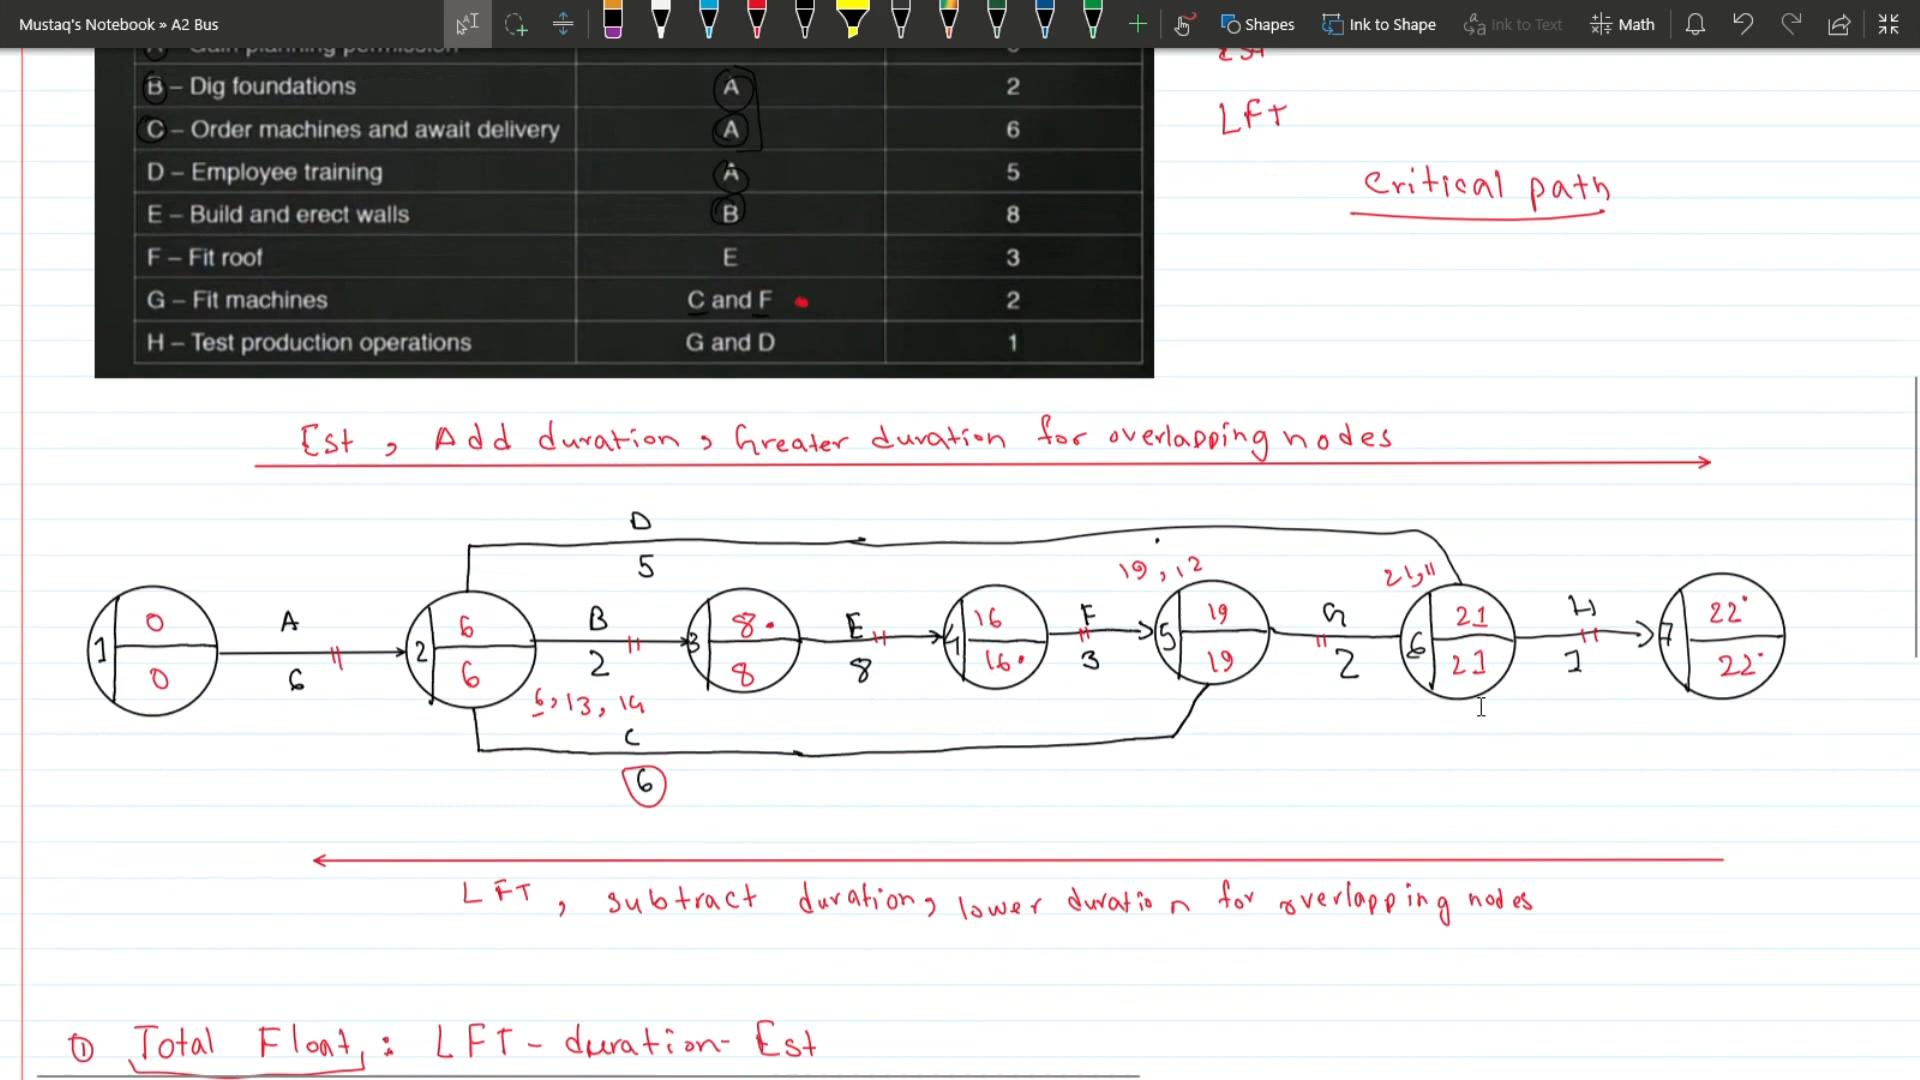 Mustaq's Notebook » A2 Bus
Shapes Ink to Shape Ink to Text Math
A – Gain planning permission 6
B – Dig foundations A 2
C – Order machines and await delivery A 6
D – Employee training A 5
E – Build and erect walls B 8
F – Fit roof E 3
G – Fit machines C and F 2
H – Test production operations G and D 1
EST
LFT
Critical path
Est, Add duration, Greater duration for overlapping nodes
D
5
19, 12
21, 11
1 0 0
A
6
2 6 6
B
2
3 8 8
E
8
4 16 16
F
3
5 19 19
G
2
6 21 21
H
1
7 22 22
6, 13, 14
C
6
LFT, subtract duration, lower duration for overlapping nodes
① Total Float: LFT - duration - Est